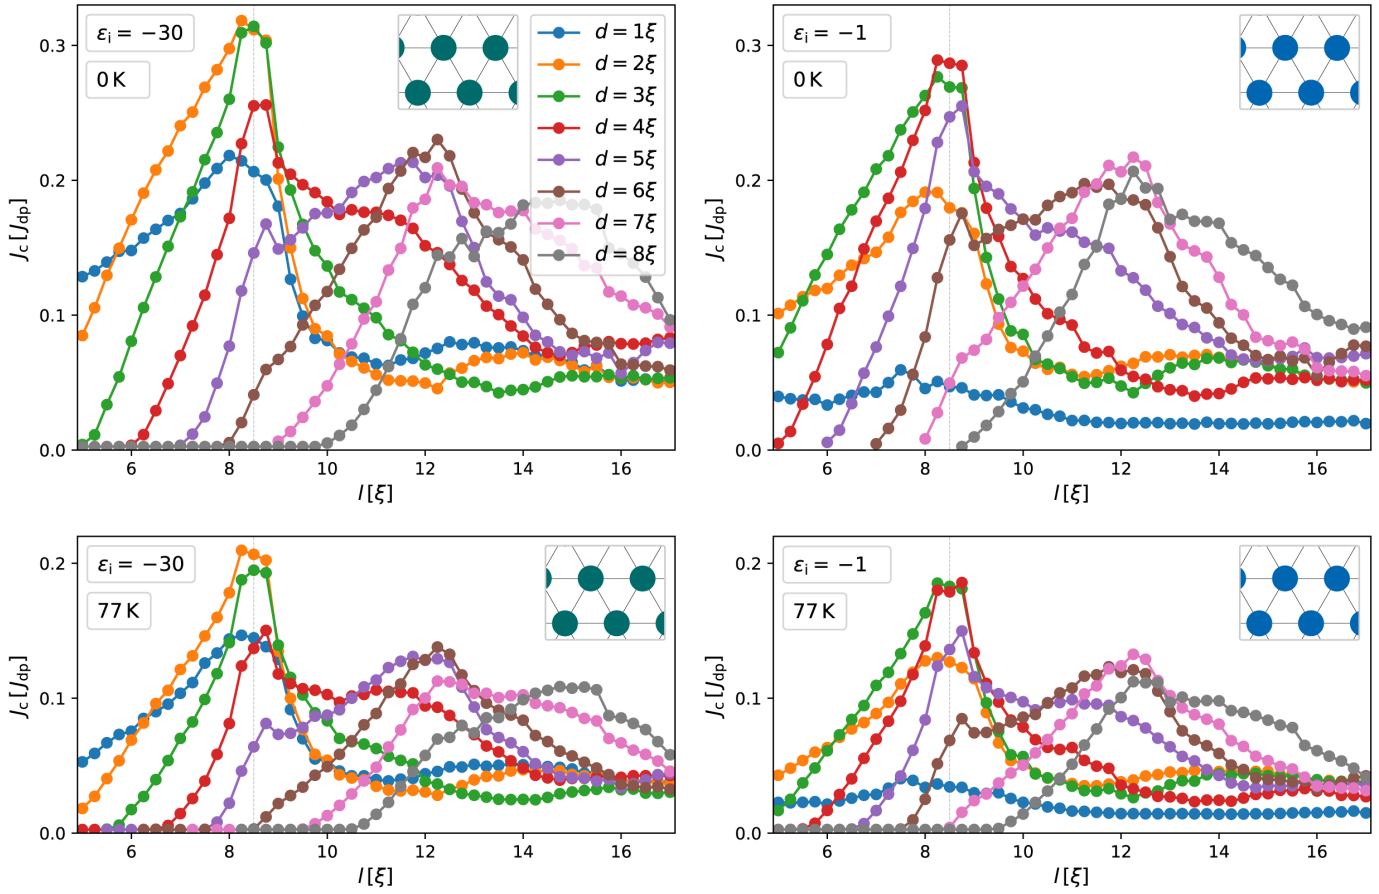 εi = −30
0 K
d = 1ξ
d = 2ξ
d = 3ξ
d = 4ξ
d = 5ξ
d = 6ξ
d = 7ξ
d = 8ξ
0.3
0.2
0.1
0.0
Jc [Jdp]
6 8 10 12 14 16
l [ξ]
εi = −1
0 K
0.3
0.2
0.1
0.0
Jc [Jdp]
6 8 10 12 14 16
l [ξ]
εi = −30
77 K
0.2
0.1
0.0
Jc [Jdp]
6 8 10 12 14 16
l [ξ]
εi = −1
77 K
0.2
0.1
0.0
Jc [Jdp]
6 8 10 12 14 16
l [ξ]